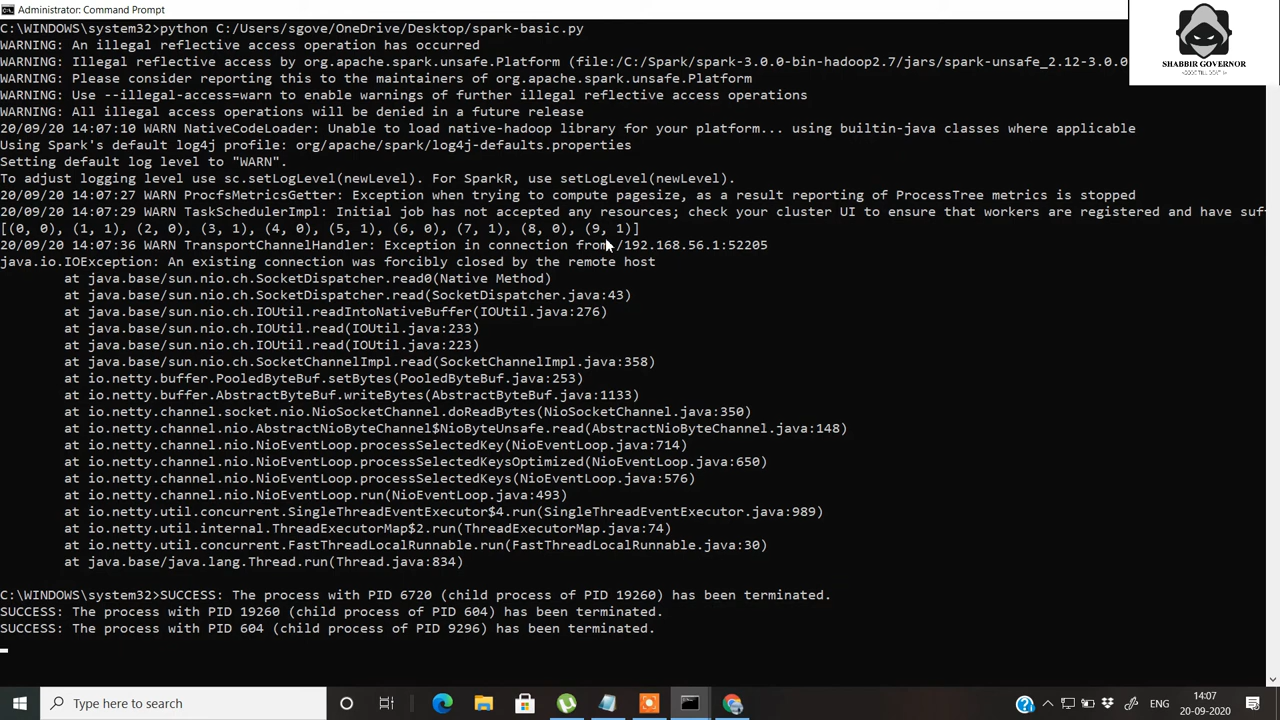 Administrator: Command Prompt
C:\WINDOWS\system32>python C:/Users/sgove/OneDrive/Desktop/spark-basic.py
WARNING: An illegal reflective access operation has occurred
WARNING: Illegal reflective access by org.apache.spark.unsafe.Platform (file:/C:/Spark/spark-3.0.0-bin-hadoop2.7/jars/spark-unsafe_2.12-3.0.0
WARNING: Please consider reporting this to the maintainers of org.apache.spark.unsafe.Platform
WARNING: Use --illegal-access=warn to enable warnings of further illegal reflective access operations
WARNING: All illegal access operations will be denied in a future release
20/09/20 14:07:10 WARN NativeCodeLoader: Unable to load native-hadoop library for your platform... using builtin-java classes where applicable
Using Spark's default log4j profile: org/apache/spark/log4j-defaults.properties
Setting default log level to "WARN".
To adjust logging level use sc.setLogLevel(newLevel). For SparkR, use setLogLevel(newLevel).
20/09/20 14:07:27 WARN ProcfsMetricsGetter: Exception when trying to compute pagesize, as a result reporting of ProcessTree metrics is stopped
20/09/20 14:07:29 WARN TaskSchedulerImpl: Initial job has not accepted any resources; check your cluster UI to ensure that workers are registered and have suf
[(0, 0), (1, 1), (2, 0), (3, 1), (4, 0), (5, 1), (6, 0), (7, 1), (8, 0), (9, 1)]
20/09/20 14:07:36 WARN TransportChannelHandler: Exception in connection from /192.168.56.1:52205
java.io.IOException: An existing connection was forcibly closed by the remote host
at java.base/sun.nio.ch.SocketDispatcher.read0(Native Method)
at java.base/sun.nio.ch.SocketDispatcher.read(SocketDispatcher.java:43)
at java.base/sun.nio.ch.IOUtil.readIntoNativeBuffer(IOUtil.java:276)
at java.base/sun.nio.ch.IOUtil.read(IOUtil.java:233)
at java.base/sun.nio.ch.IOUtil.read(IOUtil.java:223)
at java.base/sun.nio.ch.SocketChannelImpl.read(SocketChannelImpl.java:358)
at io.netty.buffer.PooledByteBuf.setBytes(PooledByteBuf.java:253)
at io.netty.buffer.AbstractByteBuf.writeBytes(AbstractByteBuf.java:1133)
at io.netty.channel.socket.nio.NioSocketChannel.doReadBytes(NioSocketChannel.java:350)
at io.netty.channel.nio.AbstractNioByteChannel$NioByteUnsafe.read(AbstractNioByteChannel.java:148)
at io.netty.channel.nio.NioEventLoop.processSelectedKey(NioEventLoop.java:714)
at io.netty.channel.nio.NioEventLoop.processSelectedKeysOptimized(NioEventLoop.java:650)
at io.netty.channel.nio.NioEventLoop.processSelectedKeys(NioEventLoop.java:576)
at io.netty.channel.nio.NioEventLoop.run(NioEventLoop.java:493)
at io.netty.util.concurrent.SingleThreadEventExecutor$4.run(SingleThreadEventExecutor.java:989)
at io.netty.util.internal.ThreadExecutorMap$2.run(ThreadExecutorMap.java:74)
at io.netty.util.concurrent.FastThreadLocalRunnable.run(FastThreadLocalRunnable.java:30)
at java.base/java.lang.Thread.run(Thread.java:834)
C:\WINDOWS\system32>SUCCESS: The process with PID 6720 (child process of PID 19260) has been terminated.
SUCCESS: The process with PID 19260 (child process of PID 604) has been terminated.
SUCCESS: The process with PID 604 (child process of PID 9296) has been terminated.
SHABBIR GOVERNOR
Type here to search
ENG
14:07
20-09-2020